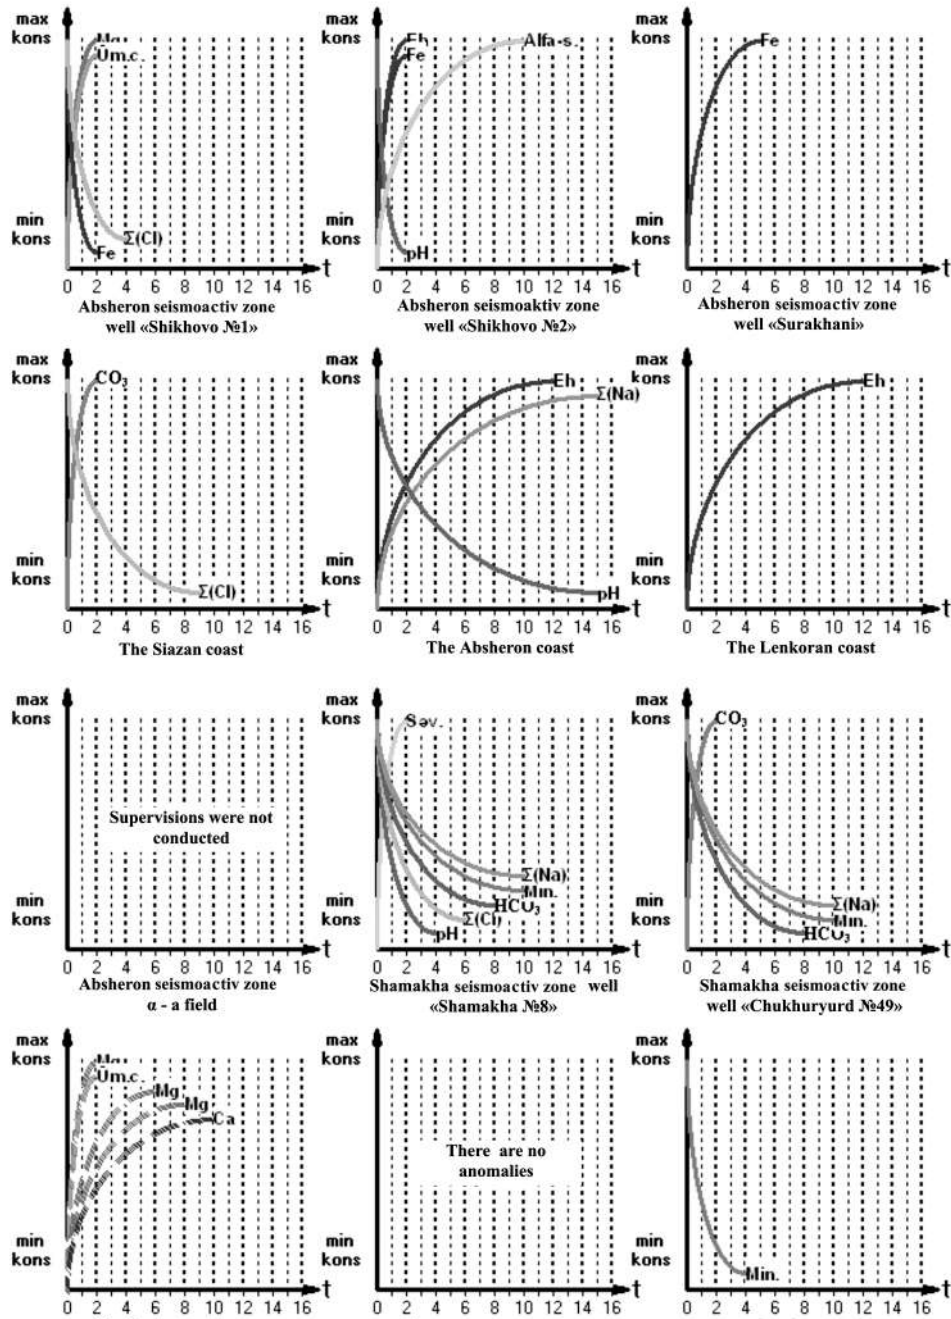 max
kons
Mg
Üm.c.
min
kons
Σ(Cl)
Fe
t
0 2 4 6 8 10 12 14 16
Absheron seismoactiv zone
well «Shikhovo №1»
max
kons
Eh
Fe
Alfa-s.
min
kons
pH
t
0 2 4 6 8 10 12 14 16
Absheron seismoaktiv zone
well «Shikhovo №2»
max
kons
Fe
min
kons
t
0 2 4 6 8 10 12 14 16
Absheron seismoactiv zone
well «Surakhani»
max
kons
CO₃
min
kons
Σ(Cl)
t
0 2 4 6 8 10 12 14 16
The Siazan coast
max
kons
Eh
Σ(Na)
min
kons
pH
t
0 2 4 6 8 10 12 14 16
The Absheron coast
max
kons
Eh
min
kons
t
0 2 4 6 8 10 12 14 16
The Lenkoran coast
max
kons
Supervisions were not
conducted
min
kons
t
0 2 4 6 8 10 12 14 16
Absheron seismoactiv zone
α - a field
max
kons
Səv.
Σ(Na)
Min.
HCO₃
min
kons
Σ(Cl)
pH
t
0 2 4 6 8 10 12 14 16
Shamakha seismoactiv zone well
«Shamakha №8»
max
kons
CO₃
min
kons
Σ(Na)
Min.
HCO₃
t
0 2 4 6 8 10 12 14 16
Shamakha seismoactiv zone
well «Chukhuryurd №49»
max
kons
Üm.c.
Mg
Mg
Ca
min
kons
t
0 2 4 6 8 10 12 14 16
max
kons
There are no
anomalies
min
kons
t
0 2 4 6 8 10 12 14 16
max
kons
min
kons
Min.
t
0 2 4 6 8 10 12 14 16